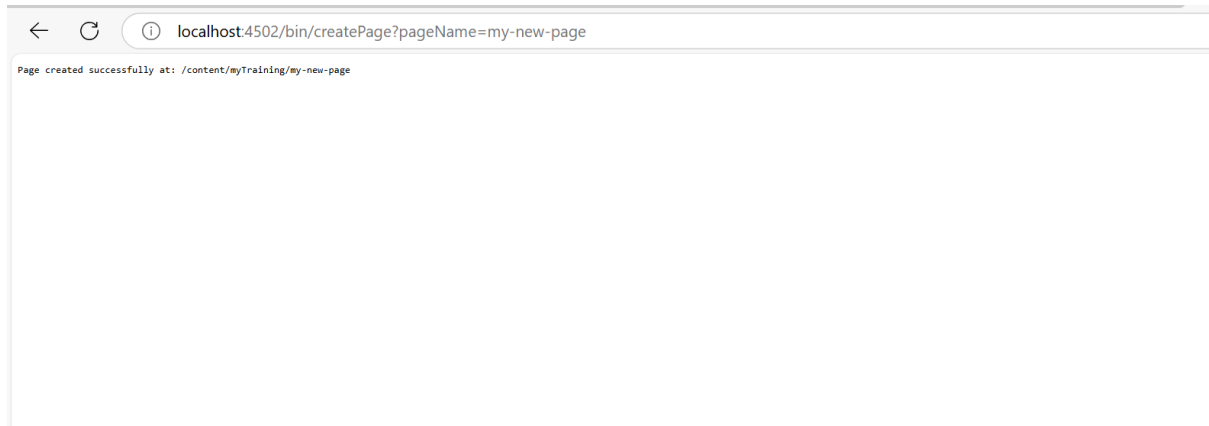 localhost:4502/bin/createPage?pageName=my-new-page
Page created successfully at: /content/myTraining/my-new-page